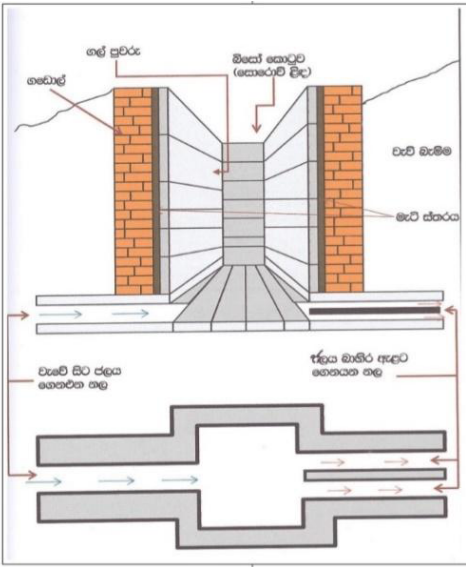 ගල් පුවරු
බිසෝ කොටුව
(සොරොව් ළිඳ)
ගඩොල්
වැව් බැම්ම
මැටි ස්තරය
වැවේ සිට ජලය
ගෙනඑන නල
ජලය බාහිර ඇළට
ගෙනයන නල